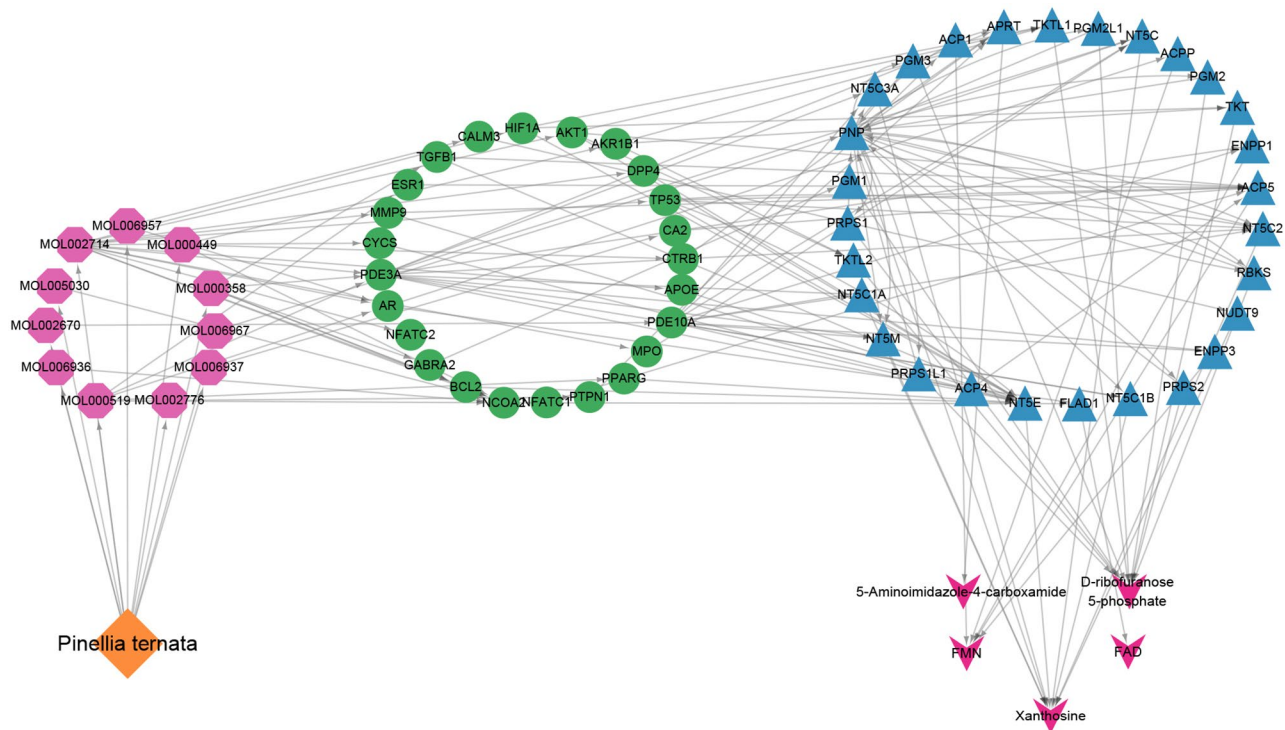 MOL006957
MOL002714
MOL000449
MOL005030
MOL000358
MOL002670
MOL006967
MOL006936
MOL006937
MOL000519
MOL002776
Pinellia ternata
HIF1A
AKT1
CALM3
AKR1B1
TGFB1
DPP4
ESR1
TP53
MMP9
CA2
CYCS
CTRB1
PDE3A
APOE
AR
PDE10A
NFATC2
MPO
GABRA2
PPARG
BCL2
PTPN1
NCOA2
NFATC1
TKTL1
PGM2L1
APRT
NT5C
ACP1
ACPP
PGM3
PGM2
NT5C3A
TKT
PNP
ENPP1
PGM1
ACP5
PRPS1
NT5C2
TKTL2
RBKS
NT5C1A
NUDT9
NT5M
ENPP3
PRPS1L1
PRPS2
ACP4
NT5C1B
NT5E
FLAD1
5-Aminoimidazole-4-carboxamide
D-ribofuranose
5-phosphate
FMN
FAD
Xanthosine